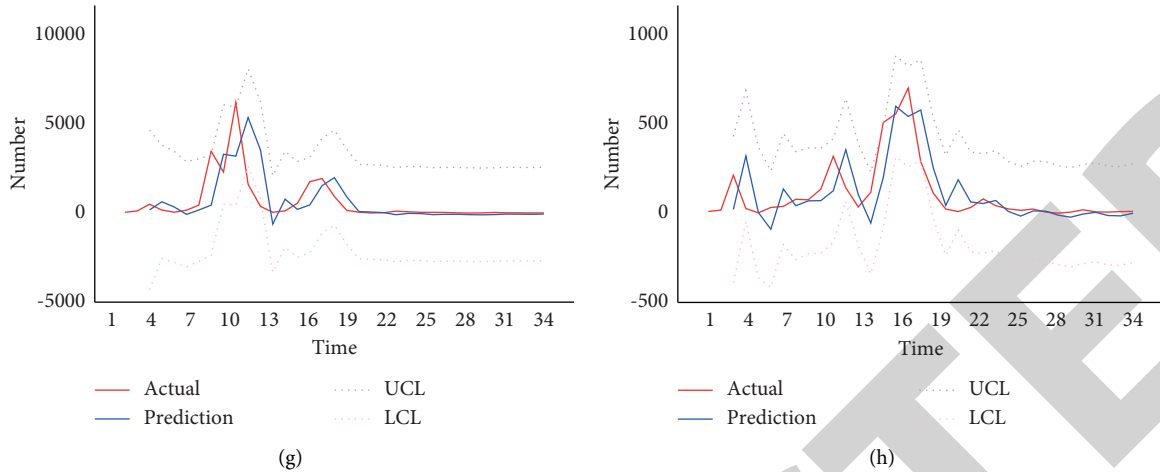 10000
5000
0
-5000
Number
1 4 7 10 13 16 19 22 25 28 31 34
Time
Actual
Prediction
UCL
LCL
(g)
1000
500
0
-500
Number
1 4 7 10 13 16 19 22 25 28 31 34
Time
Actual
Prediction
UCL
LCL
(h)